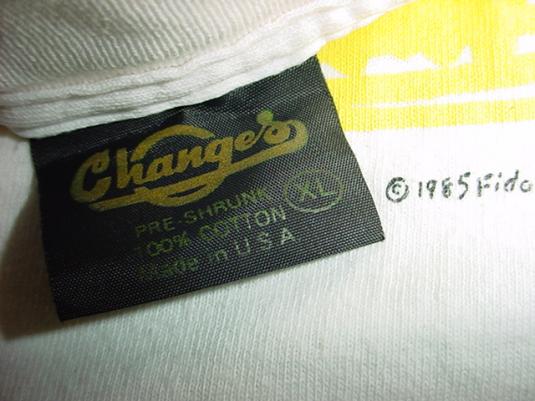 Changes
XL
PRE-SHRUNK
100% COTTON
Made in U.S.A
© 1985 Fido